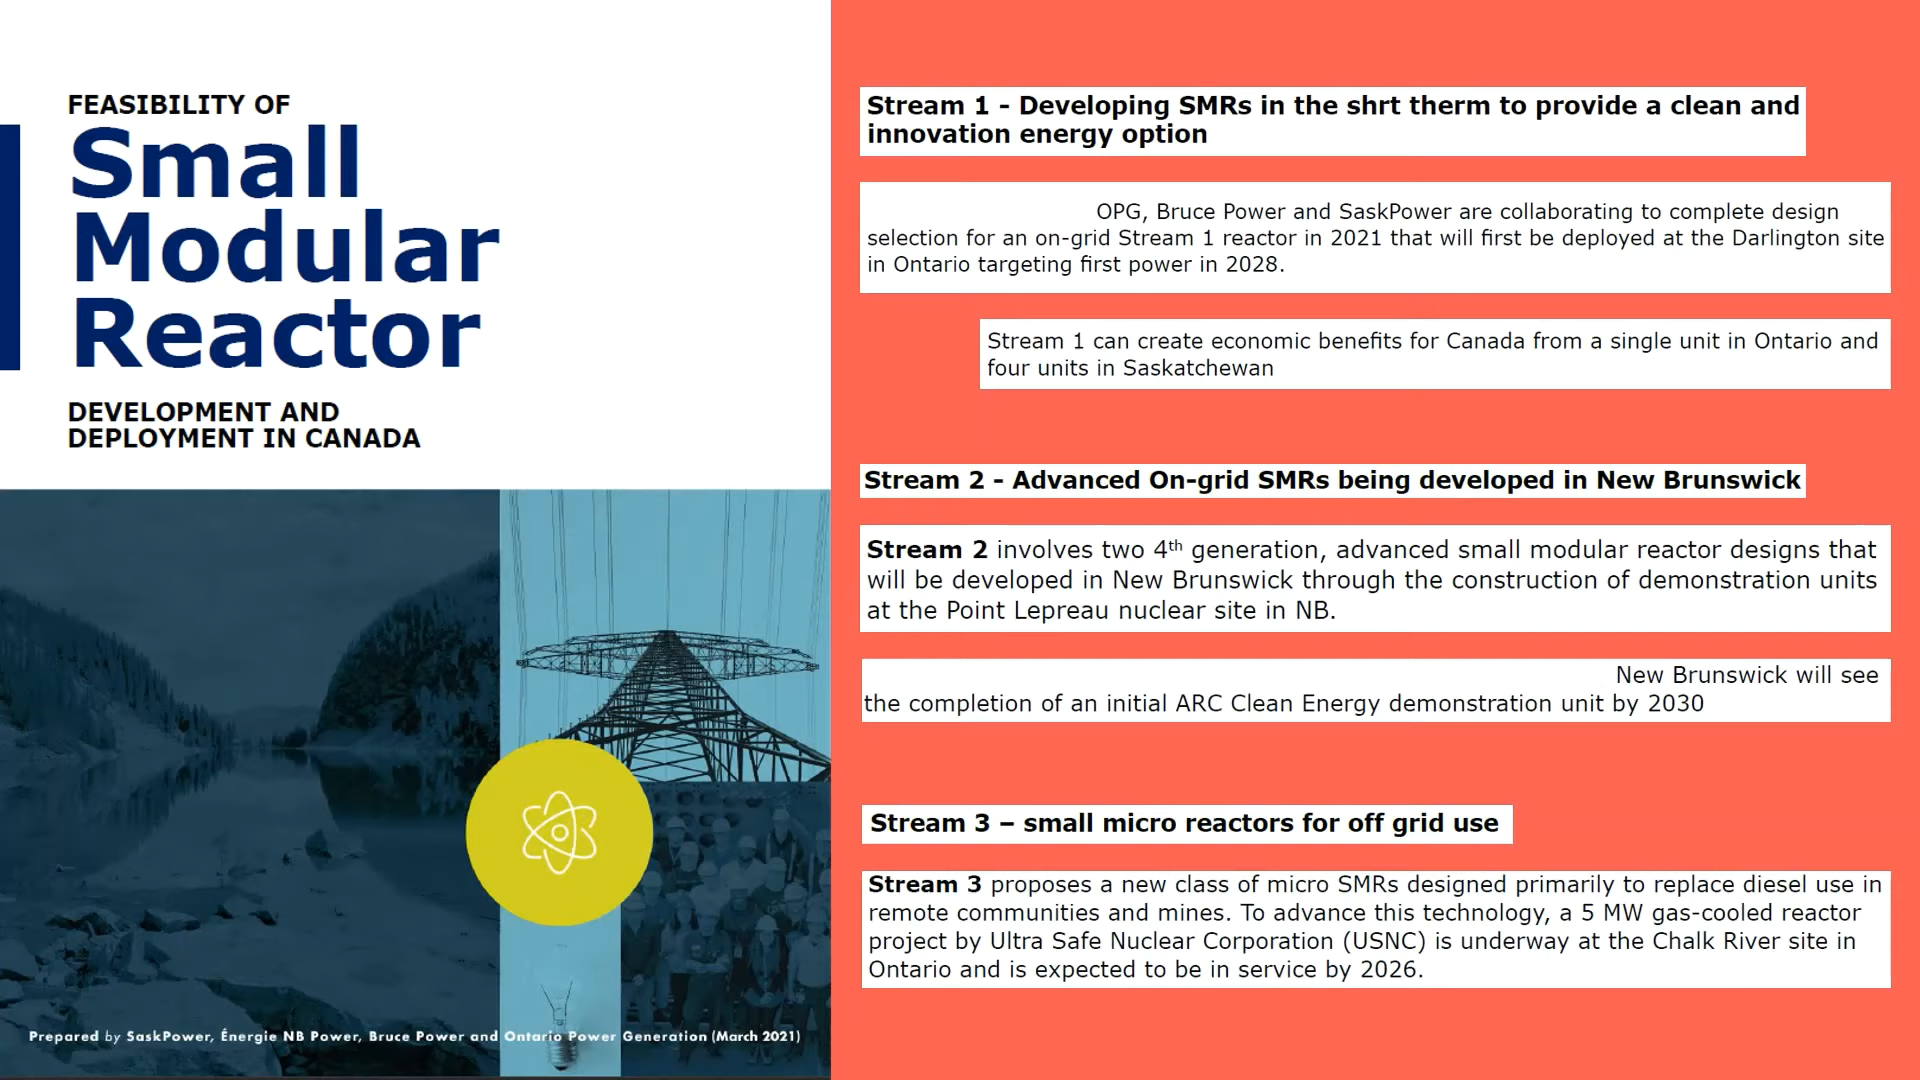 FEASIBILITY OF
Small
Modular
Reactor
DEVELOPMENT AND
DEPLOYMENT IN CANADA
Prepared by SaskPower, Énergie NB Power, Bruce Power and Ontario Power Generation (March 2021)
Stream 1 - Developing SMRs in the shrt therm to provide a clean and
innovation energy option
OPG, Bruce Power and SaskPower are collaborating to complete design
selection for an on-grid Stream 1 reactor in 2021 that will first be deployed at the Darlington site
in Ontario targeting first power in 2028.
Stream 1 can create economic benefits for Canada from a single unit in Ontario and
four units in Saskatchewan
Stream 2 - Advanced On-grid SMRs being developed in New Brunswick
Stream 2 involves two 4th generation, advanced small modular reactor designs that
will be developed in New Brunswick through the construction of demonstration units
at the Point Lepreau nuclear site in NB.
New Brunswick will see
the completion of an initial ARC Clean Energy demonstration unit by 2030
Stream 3 – small micro reactors for off grid use
Stream 3 proposes a new class of micro SMRs designed primarily to replace diesel use in
remote communities and mines. To advance this technology, a 5 MW gas-cooled reactor
project by Ultra Safe Nuclear Corporation (USNC) is underway at the Chalk River site in
Ontario and is expected to be in service by 2026.